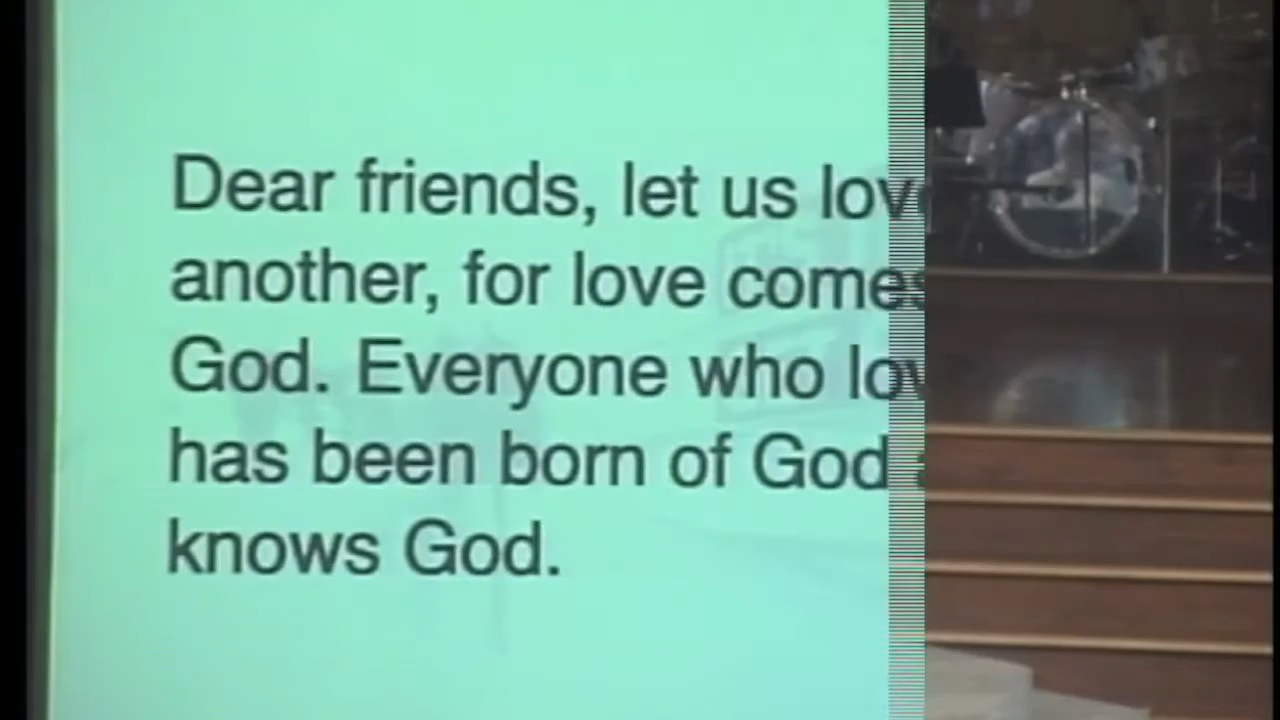 Dear friends, let us lov
another, for love comes
God. Everyone who lov
has been born of God
knows God.